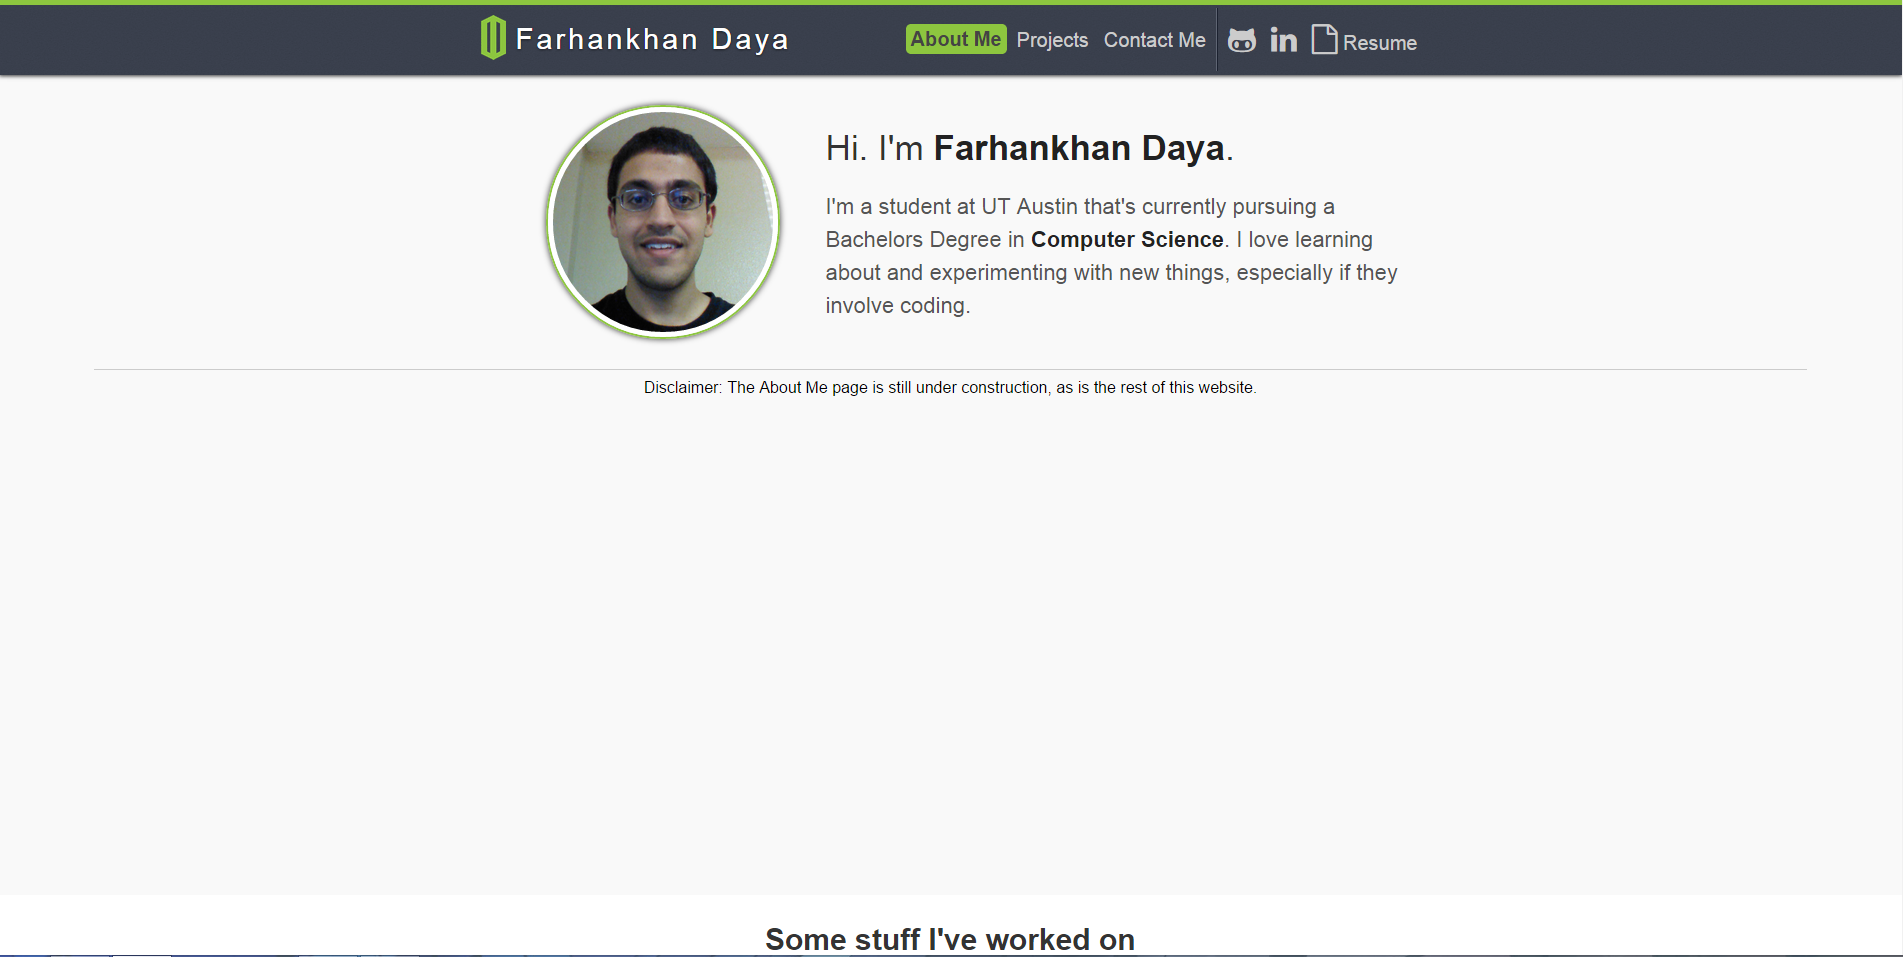 Farhankhan Daya
About Me Projects Contact Me in Resume
Hi. I'm Farhankhan Daya.
I'm a student at UT Austin that's currently pursuing a
Bachelors Degree in Computer Science. I love learning
about and experimenting with new things, especially if they
involve coding.
Disclaimer: The About Me page is still under construction, as is the rest of this website.
Some stuff I've worked on